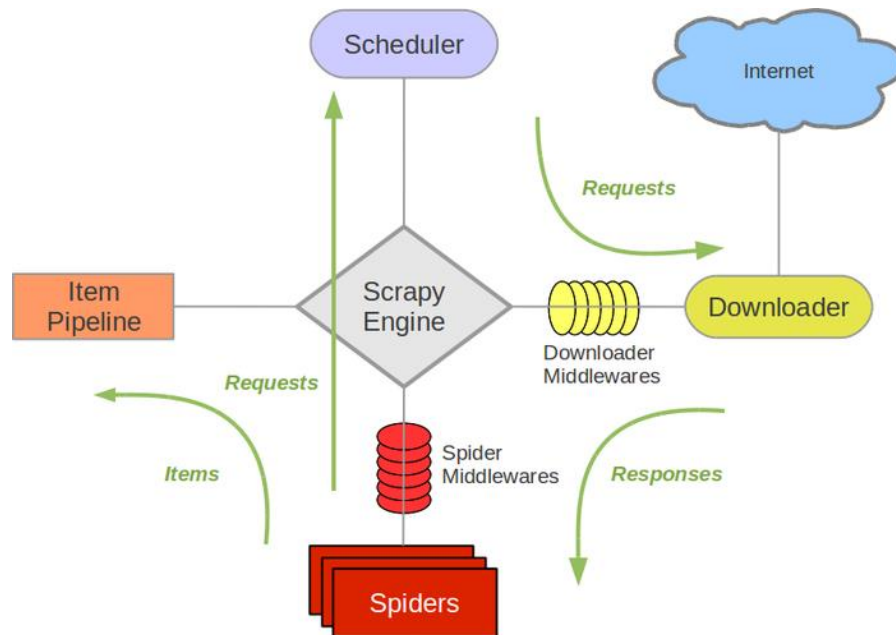 Scheduler
Internet
Requests
Item
Pipeline
Scrapy
Engine
Downloader
Downloader
Middlewares
Requests
Items
Spider
Middlewares
Responses
Spiders